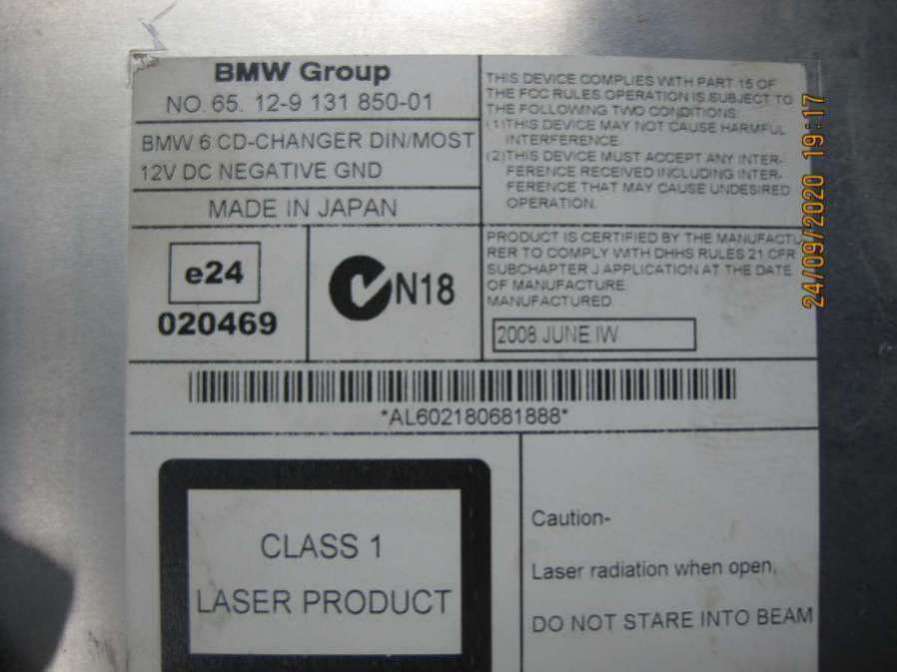 BMW Group
NO. 65. 12-9 131 850-01
BMW 6 CD-CHANGER DIN/MOST
12V DC NEGATIVE GND
MADE IN JAPAN
THIS DEVICE COMPLIES WITH PART 15 OF
THE FCC RULES OPERATION IS SUBJECT TO
THE FOLLOWING TWO CONDITIONS:
(1)THIS DEVICE MAY NOT CAUSE HARMFUL
INTERFERENCE
(2)THIS DEVICE MUST ACCEPT ANY INTER-
FERENCE RECEIVED INCLUDING INTER-
FERENCE THAT MAY CAUSE UNDESIRED
OPERATION.
e24
020469
N18
PRODUCT IS CERTIFIED BY THE MANUFACTU
RER TO COMPLY WITH DHHS RULES 21 CFR
SUBCHAPTER J APPLICATION AT THE DATE
OF MANUFACTURE
MANUFACTURED
2008 JUNE IW
*AL602180681888*
CLASS 1
LASER PRODUCT
Caution-
Laser radiation when open,
DO NOT STARE INTO BEAM
24/09/2020 19:17